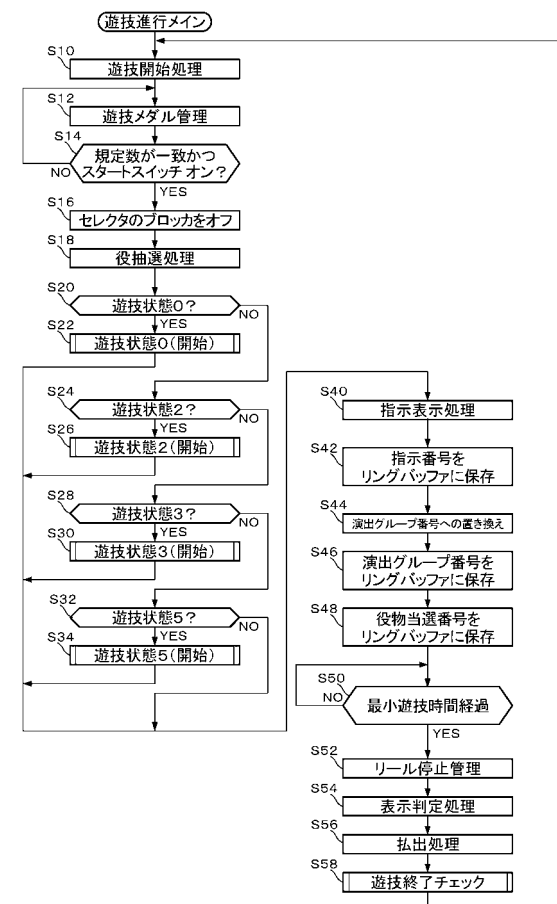 遊技進行メイン
S10
遊技開始処理
S12
遊技メダル管理
S14
規定数が一致かつ
スタートスイッチオン?
NO
YES
S16
セレクタのブロッカをオフ
S18
役抽選処理
S20
遊技状態0?
NO
YES
S22
遊技状態0(開始)
S24
遊技状態2?
NO
YES
S26
遊技状態2(開始)
S28
遊技状態3?
NO
YES
S30
遊技状態3(開始)
S32
遊技状態5?
NO
YES
S34
遊技状態5(開始)
S40
指示表示処理
S42
指示番号を
リングバッファに保存
S44
演出グループ番号への置き換え
S46
演出グループ番号を
リングバッファに保存
S48
役物当選番号を
リングバッファに保存
S50
最小遊技時間経過
NO
YES
S52
リール停止管理
S54
表示判定処理
S56
払出処理
S58
遊技終了チェック